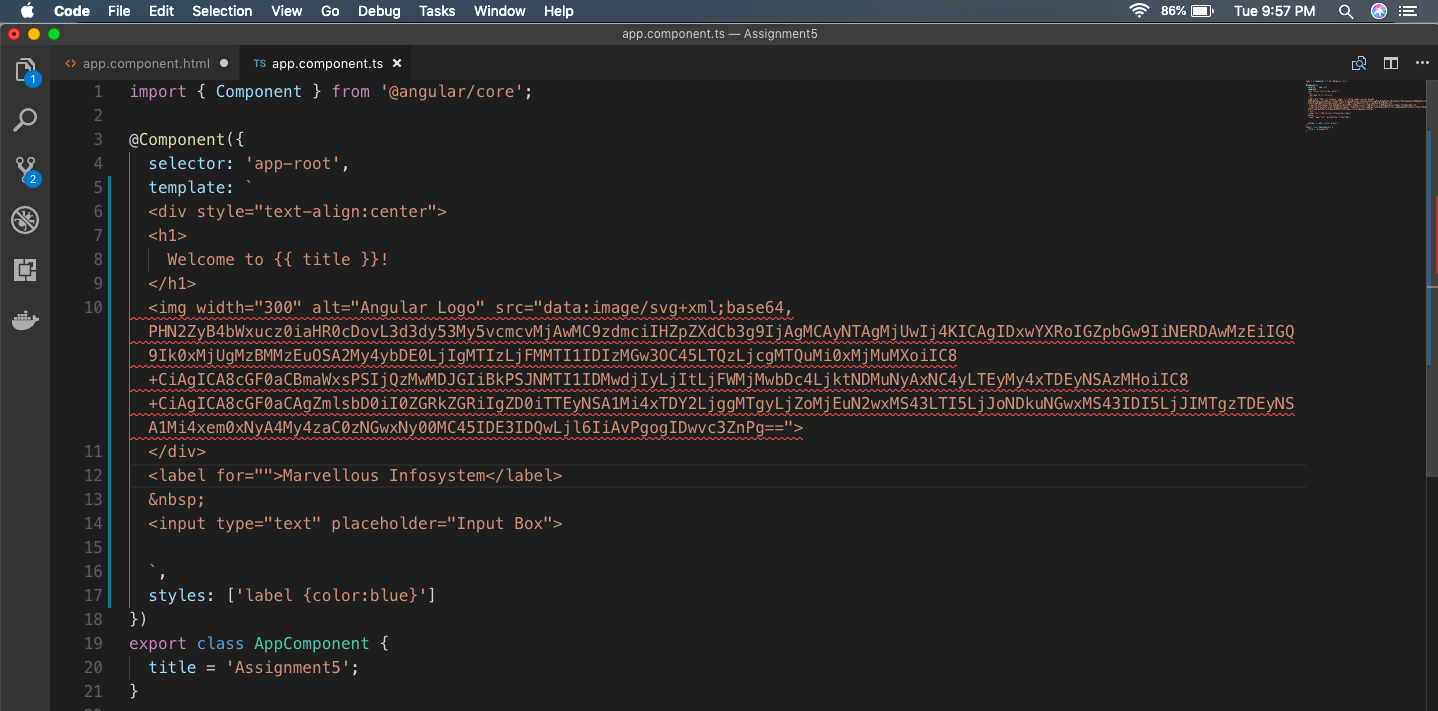 Code File Edit Selection View Go Debug Tasks Window Help 86% Tue 9:57 PM
app.component.ts — Assignment5
<> app.component.html TS app.component.ts
1 import { Component } from '@angular/core';
2
3 @Component({
4 selector: 'app-root',
5 template: `
6 <div style="text-align:center">
7 <h1>
8 Welcome to {{ title }}!
9 </h1>
10 <img width="300" alt="Angular Logo" src="data:image/svg+xml;base64,
PHN2ZyB4bWxucz0iaHR0cDovL3d3dy53My5vcmcvMjAwMC9zdmciIHZpZXdCb3g9IjAgMCAyNTAgMjUwIj4KICAgIDxwYXRoIGZpbGw9IiNERDAwMzEiIGQ
9Ik0xMjUgMzBMMzEuOSA2My4ybDE0LjIgMTIzLjFMMTI1IDIzMGw3OC45LTQzLjcgMTQuMi0xMjMuMXoiIC8
+CiAgICA8cGF0aCBmaWxsPSIjQzMwMDJGIiBkPSJNMTI1IDMwdjIyLjItLjFWMjMwbDc4LjktNDMuNyAxNC4yLTEyMy4xTDEyNSAzMHoiIC8
+CiAgICA8cGF0aCAgZmlsbD0iI0ZGRkZGRiIgZD0iTTEyNSA1Mi4xTDY2LjggMTgyLjZoMjEuN2wxMS43LTI5LjJoNDkuNGwxMS43IDI5LjJIMTgzTDEyNS
A1Mi4xem0xNyA4My4zaC0zNGwxNy00MC45IDE3IDQwLjl6IiAvPgogIDwvc3ZnPg==">
11 </div>
12 <label for="">Marvellous Infosystem</label>
13 &nbsp;
14 <input type="text" placeholder="Input Box">
15
16 `,
17 styles: ['label {color:blue}']
18 })
19 export class AppComponent {
20 title = 'Assignment5';
21 }
1
2